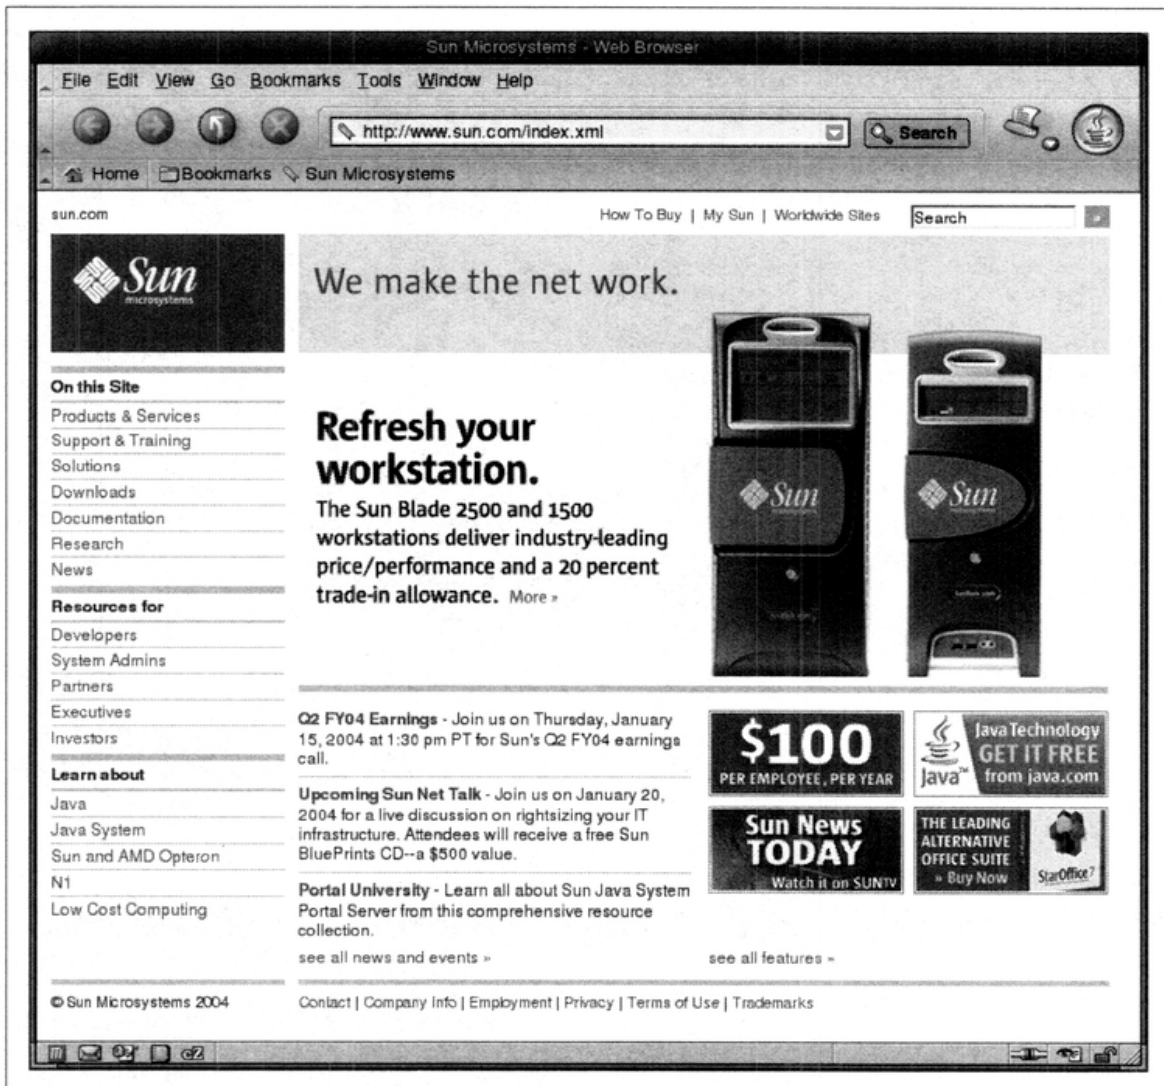 Sun Microsystems - Web Browser
File Edit View Go Bookmarks Tools Window Help
http://www.sun.com/index.xml Search
Home Bookmarks Sun Microsystems
sun.com How To Buy | My Sun | Worldwide Sites Search »
Sun
microsystems
We make the net work.
On this Site
Products & Services
Support & Training
Solutions
Downloads
Documentation
Research
News
Resources for
Developers
System Admins
Partners
Executives
Investors
Learn about
Java
Java System
Sun and AMD Opteron
N1
Low Cost Computing
Refresh your
workstation.
The Sun Blade 2500 and 1500
workstations deliver industry-leading
price/performance and a 20 percent
trade-in allowance. More »
Sun
Sun
Q2 FY04 Earnings - Join us on Thursday, January
15, 2004 at 1:30 pm PT for Sun's Q2 FY04 earnings
call.
Upcoming Sun Net Talk - Join us on January 20,
2004 for a live discussion on rightsizing your IT
infrastructure. Attendees will receive a free Sun
BluePrints CD--a $500 value.
Portal University - Learn all about Sun Java System
Portal Server from this comprehensive resource
collection.
see all news and events »
$100
PER EMPLOYEE, PER YEAR
Java™
Java Technology
GET IT FREE
from java.com
Sun News
TODAY
Watch it on SUNTV
THE LEADING
ALTERNATIVE
OFFICE SUITE
» Buy Now
StarOffice 7
see all features »
© Sun Microsystems 2004 Contact | Company Info | Employment | Privacy | Terms of Use | Trademarks